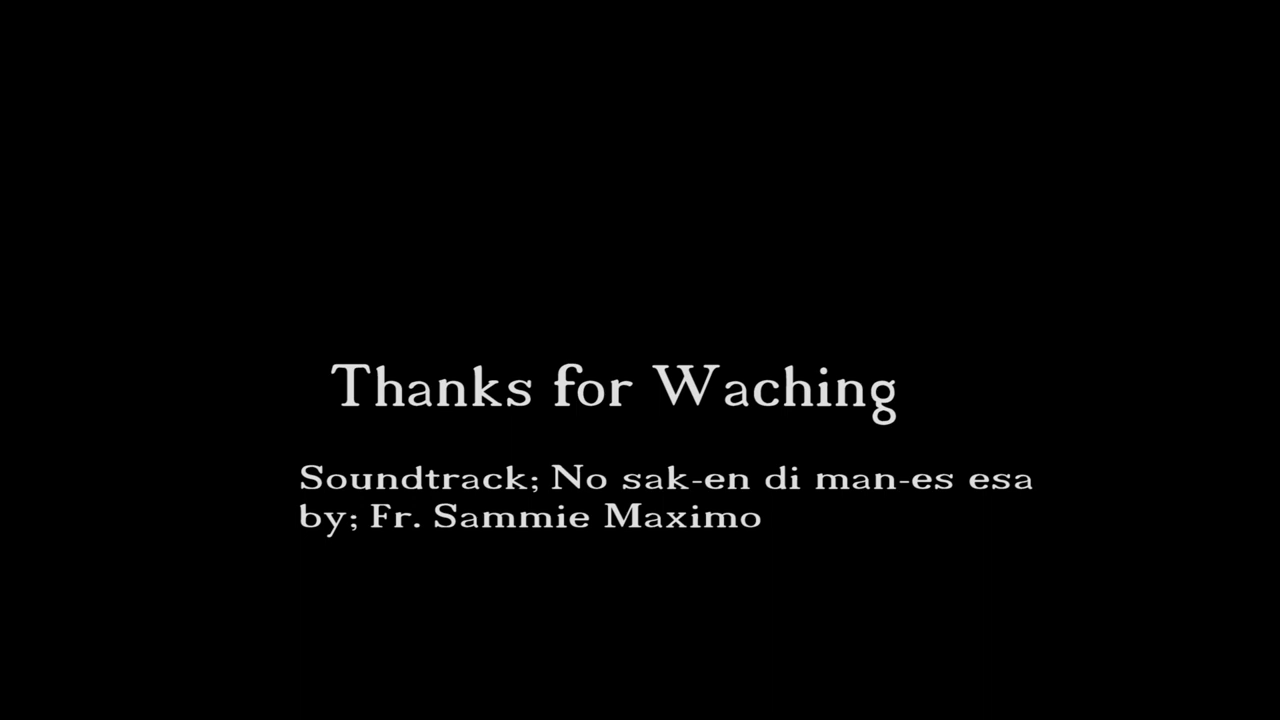 Thanks for Waching
Soundtrack; No sak-en di man-es esa
by; Fr. Sammie Maximo